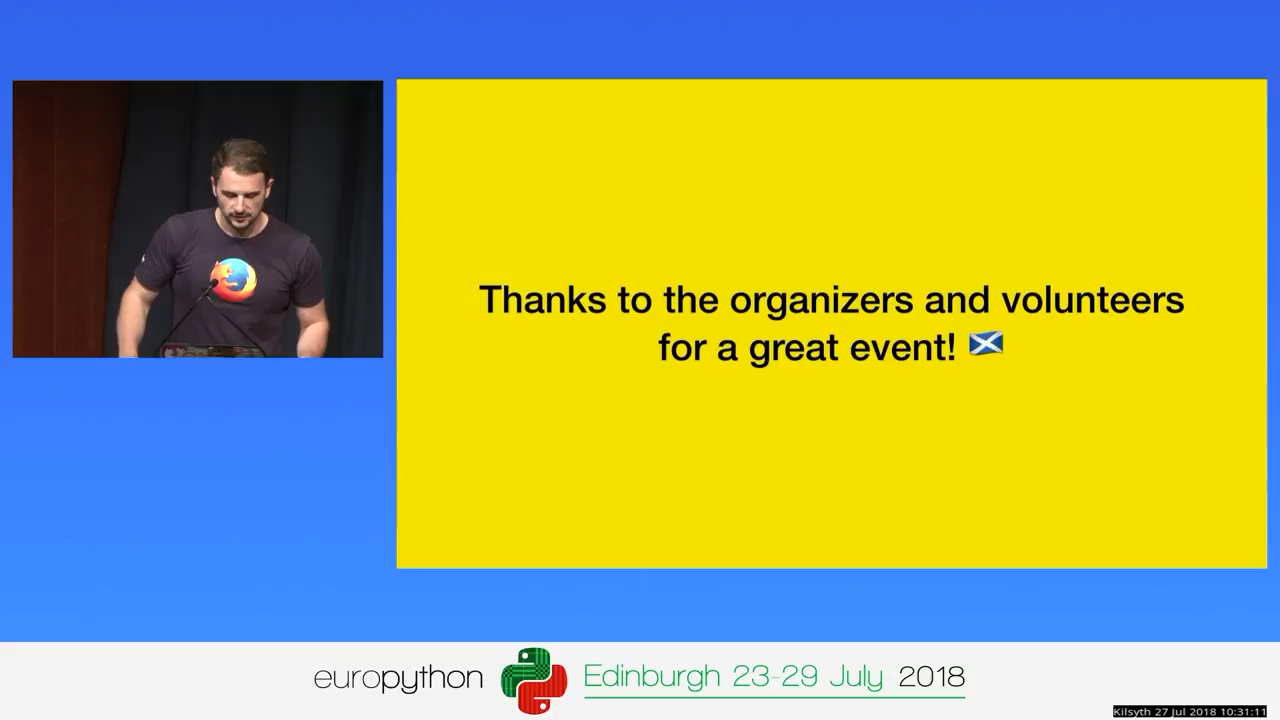 Thanks to the organizers and volunteers
for a great event! 🏴󠁧󠁢󠁳󠁣󠁴󠁿
europython Edinburgh 23-29 July 2018
Kilsyth 27 Jul 2018 10:31:11